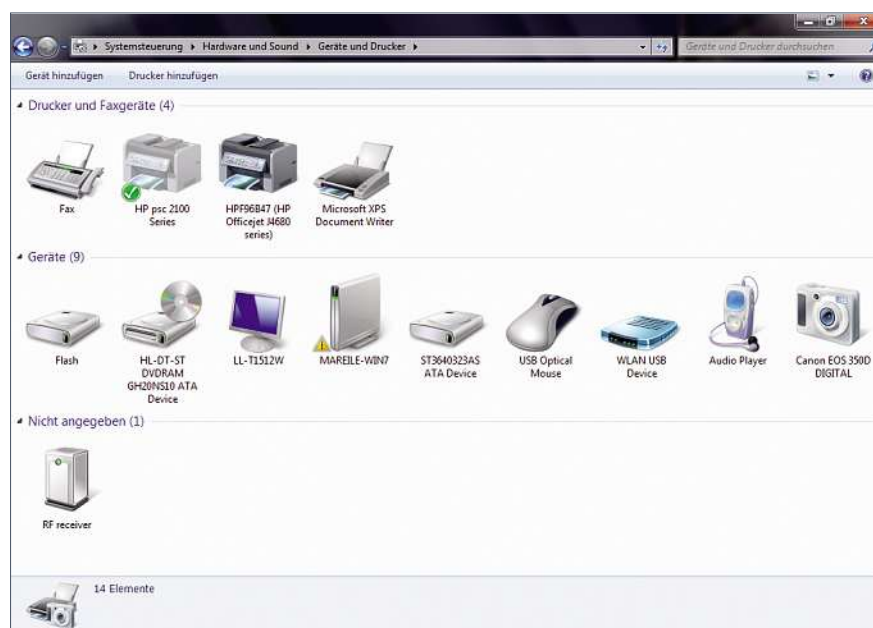 Systemsteuerung ▸ Hardware und Sound ▸ Geräte und Drucker ▸
Geräte und Drucker durchsuchen
Gerät hinzufügen Drucker hinzufügen
Drucker und Faxgeräte (4)
Fax
HP psc 2100
Series
HPF96B47 (HP
Officejet J4680
series)
Microsoft XPS
Document Writer
Geräte (9)
Flash
HL-DT-ST
DVDRAM
GH20NS10 ATA
Device
LL-T1512W
MAREILE-WIN7
ST3640323AS
ATA Device
USB Optical
Mouse
WLAN USB
Device
Audio Player
Canon EOS 350D
DIGITAL
Nicht angegeben (1)
RF receiver
14 Elemente